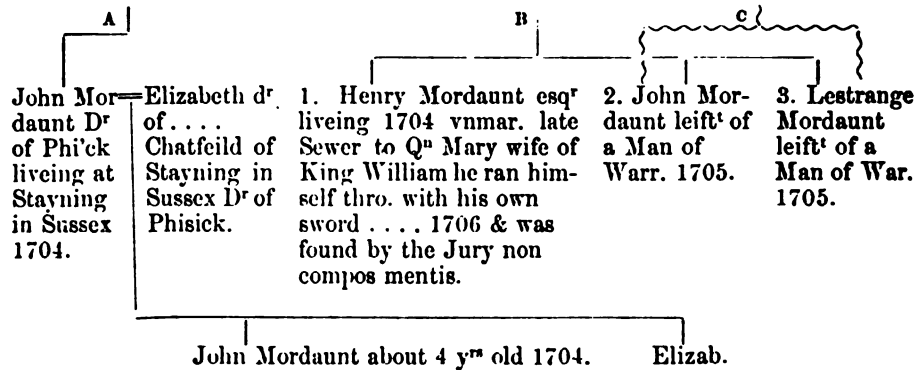 A
B
C
John Mordaunt Dʳ of Phi'ck liveing at Stayning in Sussex 1704.
Elizabeth dʳ of.... Chatfeild of Stayning in Sussex Dʳ of Phisick.
1. Henry Mordaunt esqʳ
liveing 1704 vnmar. late
Sewer to Qⁿ Mary wife of
King William he ran him-
self thro. with his own
sword .... 1706 & was
found by the Jury non
compos mentis.
2. John Mor-
daunt leiftᵗ of
a Man of
Warr. 1705.
3. Lestrange
Mordaunt
leiftᵗ of a
Man of War.
1705.
John Mordaunt about 4 yʳˢ old 1704.
Elizab.